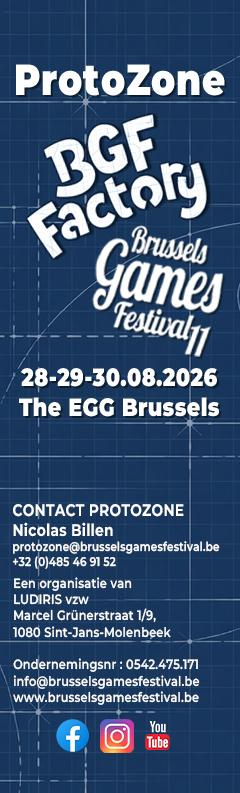 ProtoZone
BGF
Factory
Brussels
Games
Festival 11
28-29-30.08.2026
The EGG Brussels
CONTACT PROTOZONE
Nicolas Billen
protozone@brusselsgamesfestival.be
+32 (0)485 46 91 52
Een organisatie van
LUDIRIS vzw
Marcel Grünerstraat 1/9,
1080 Sint-Jans-Molenbeek
Ondernemingsnr : 0542.475.171
info@brusselsgamesfestival.be
www.brusselsgamesfestival.be
You
Tube